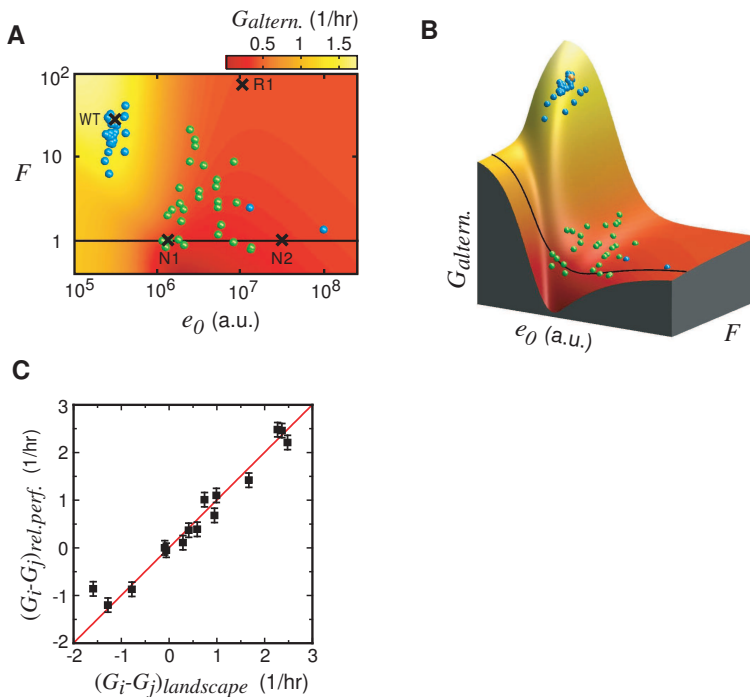 A
G_altern. (1/hr)
0.5 1 1.5
10^2
10
1
F
WT
R1
N1
N2
10^5 10^6 10^7 10^8
e_0 (a.u.)
B
G_altern.
e_0 (a.u.)
F
C
3
2
1
0
-1
-2
(G_i-G_j)_rel.perf. (1/hr)
-2 -1 0 1 2 3
(G_i-G_j)_landscape (1/hr)